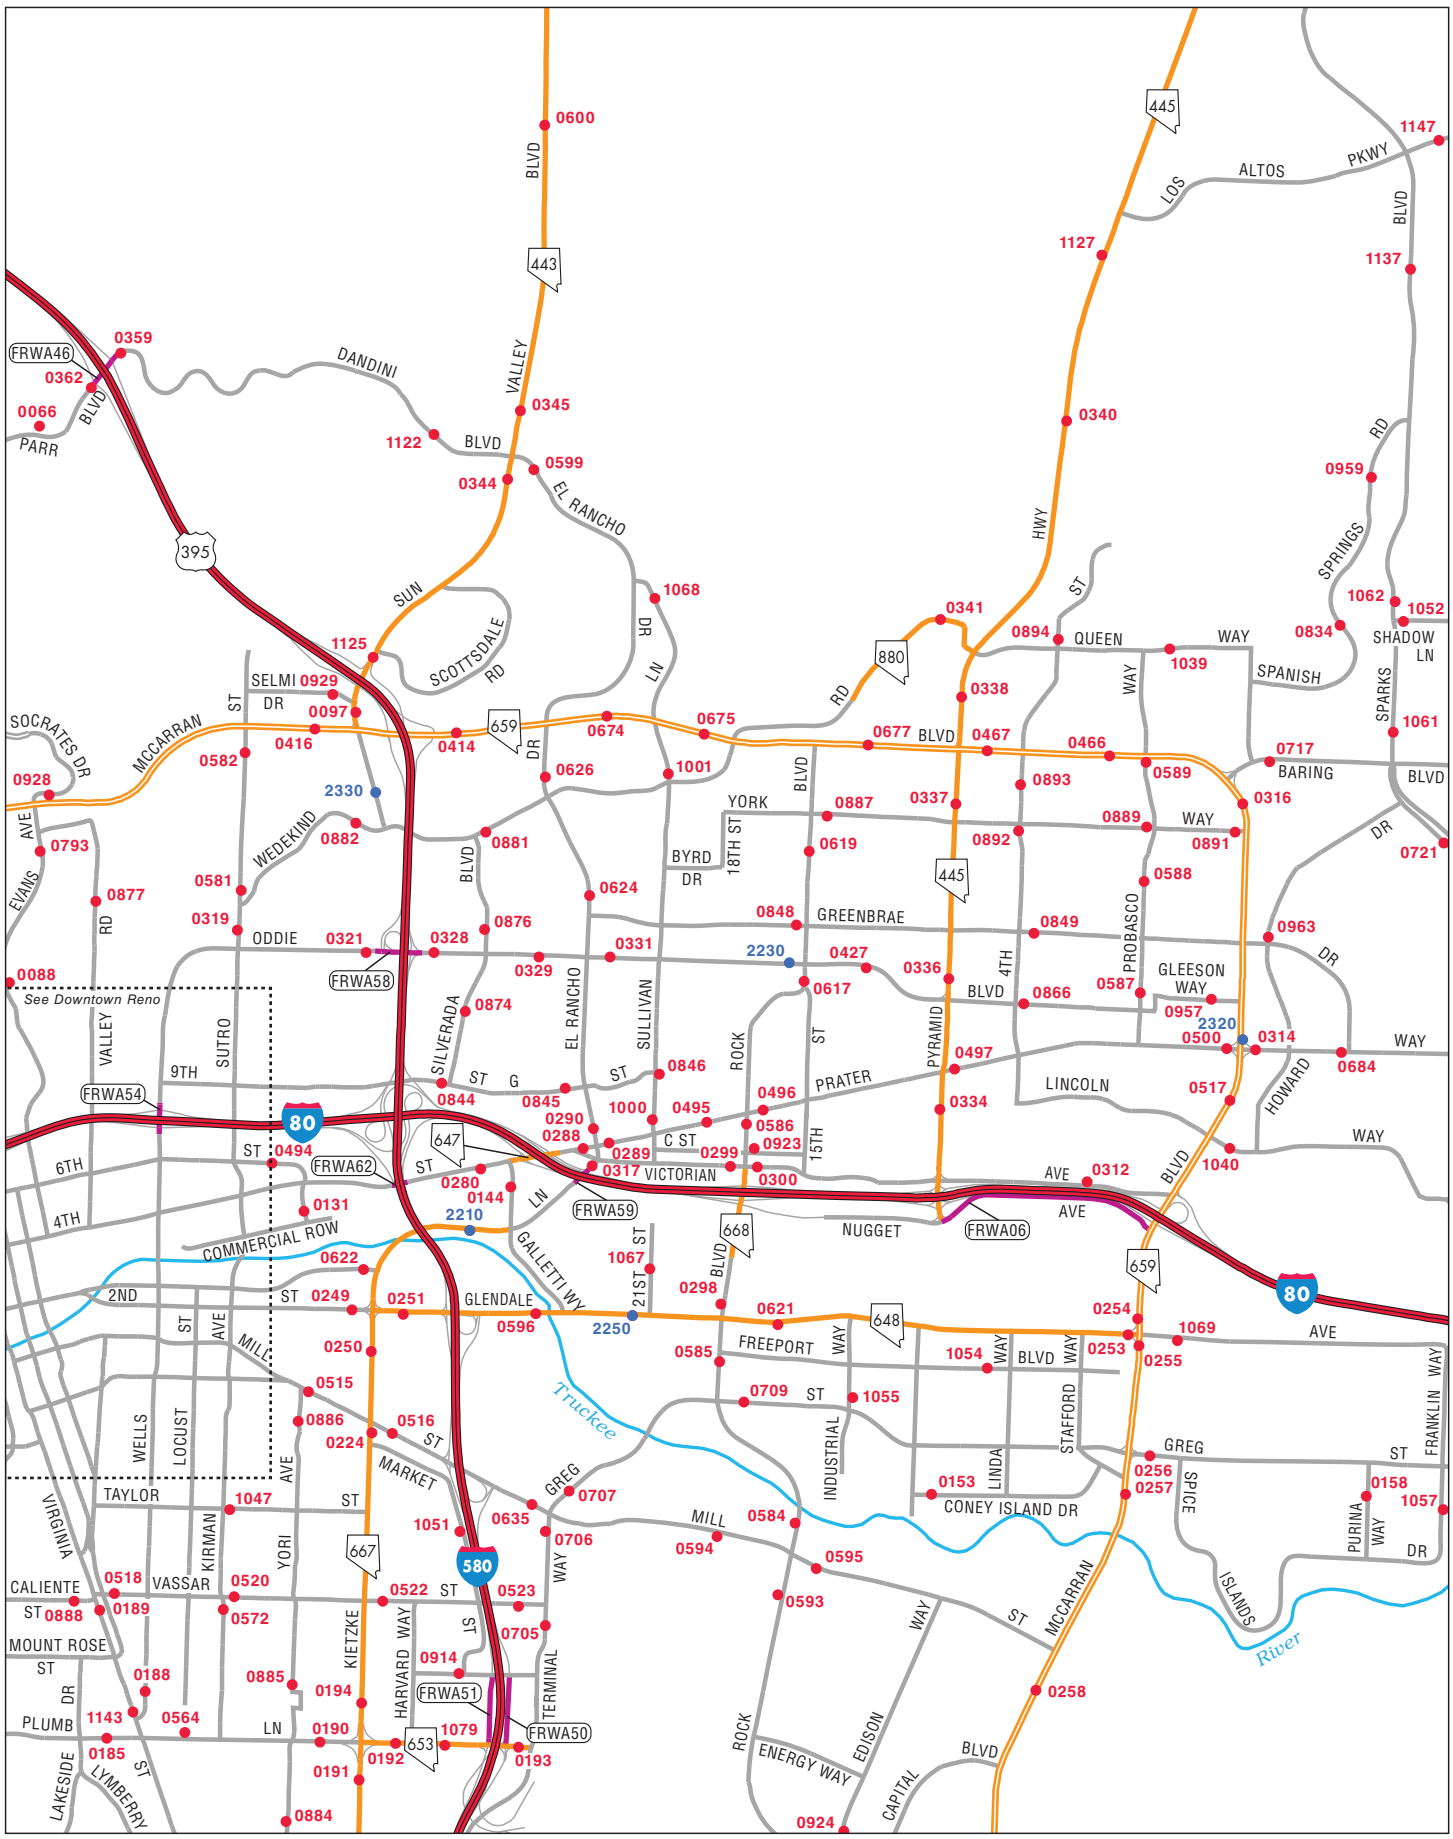 0600
BLVD
443
445
1147
LOS
ALTOS
PKWY
BLVD
1127
1137
0359
FRWA46
0362
0066
BLVD
PARR
DANDINI
VALLEY
0345
1122
BLVD
0599
0344
EL RANCHO
0340
RD
0959
395
HWY
SPRINGS
SUN
1068
ST
1062
1052
0341
0834
SHADOW
LN
DR
SCOTTSDALE
RD
1125
0894
QUEEN
WAY
1039
880
LN
SPANISH
SELMI
0929
DR
ST
0097
RD
0338
WAY
SPARKS
SOCRATES DR
MCCARRAN
0416
0414
659
DR
0674
0675
0677
BLVD
0467
0466
1061
0582
0626
1001
0589
0717
BARING
BLVD
0928
2330
BLVD
0893
0316
AVE
YORK
0887
0337
0889
WAY
WEDEKIND
0882
0881
0892
0891
DR
0793
BLVD
18TH ST
0619
0721
BYRD
DR
EVANS
0877
0581
0624
445
0588
RD
0319
0876
0848
GREENBRAE
0849
PROBASCO
0963
ODDIE
0321
0328
0329
0331
2230
0427
DR
0088
FRWA58
0336
4TH
GLEESON
WAY
See Downtown Reno
0617
BLVD
0866
0587
0957
0874
2320
0500
0314
WAY
VALLEY
SUTRO
SILVERADA
EL RANCHO
SULLIVAN
ROCK
ST
PYRAMID
0497
0684
9TH
ST
G
ST
0846
PRATER
LINCOLN
HOWARD
FRWA54
0844
0845
0496
0517
80
0290
1000
0495
0586
0334
0494
647
0288
C ST
0923
15TH
1040
WAY
6TH
ST
FRWA62
ST
0289
0299
0317
VICTORIAN
0300
AVE
0312
BLVD
0280
0144
LN
FRWA59
AVE
4TH
0131
2210
NUGGET
FRWA06
COMMERCIAL ROW
668
GALLETTI WY
ST
1067
0622
BLVD
659
80
2ND
ST
0249
0251
GLENDALE
0596
21ST
2250
0298
0621
648
0254
0253
1069
AVE
ST
AVE
MILL
0250
0585
FREEPORT
WAY
1054
WAY
BLVD
WAY
0255
WAY
0515
Truckee
0709
ST
1055
STAFFORD
FRANKLIN
WELLS
LOCUST
0886
0224
0516
ST
INDUSTRIAL
GREG
ST
AVE
MARKET
GREG
LINDA
0256
0257
SPICE
VIRGINIA
TAYLOR
1047
ST
0707
0153
CONEY ISLAND DR
0158
1057
1051
0635
0706
MILL
0594
0584
PURINA
WAY
KIRMAN
YORI
667
580
WAY
0595
DR
CALIENTE
ST
0888
0518
VASSAR
0520
0522
ST
0523
0593
ISLANDS
0189
0572
ST
0705
WAY
ST
MCCARRAN
MOUNT ROSE
ST
KIETZKE
HARVARD WAY
0914
River
DR
0188
0885
0194
FRWA51
TERMINAL
0258
1143
0564
PLUMB
LN
0190
653
1079
FRWA50
0185
0192
0193
ROCK
EDISON
BLVD
0191
ENERGY WAY
LAKESIDE
LYMBERRY
ST
CAPITAL
0884
0924